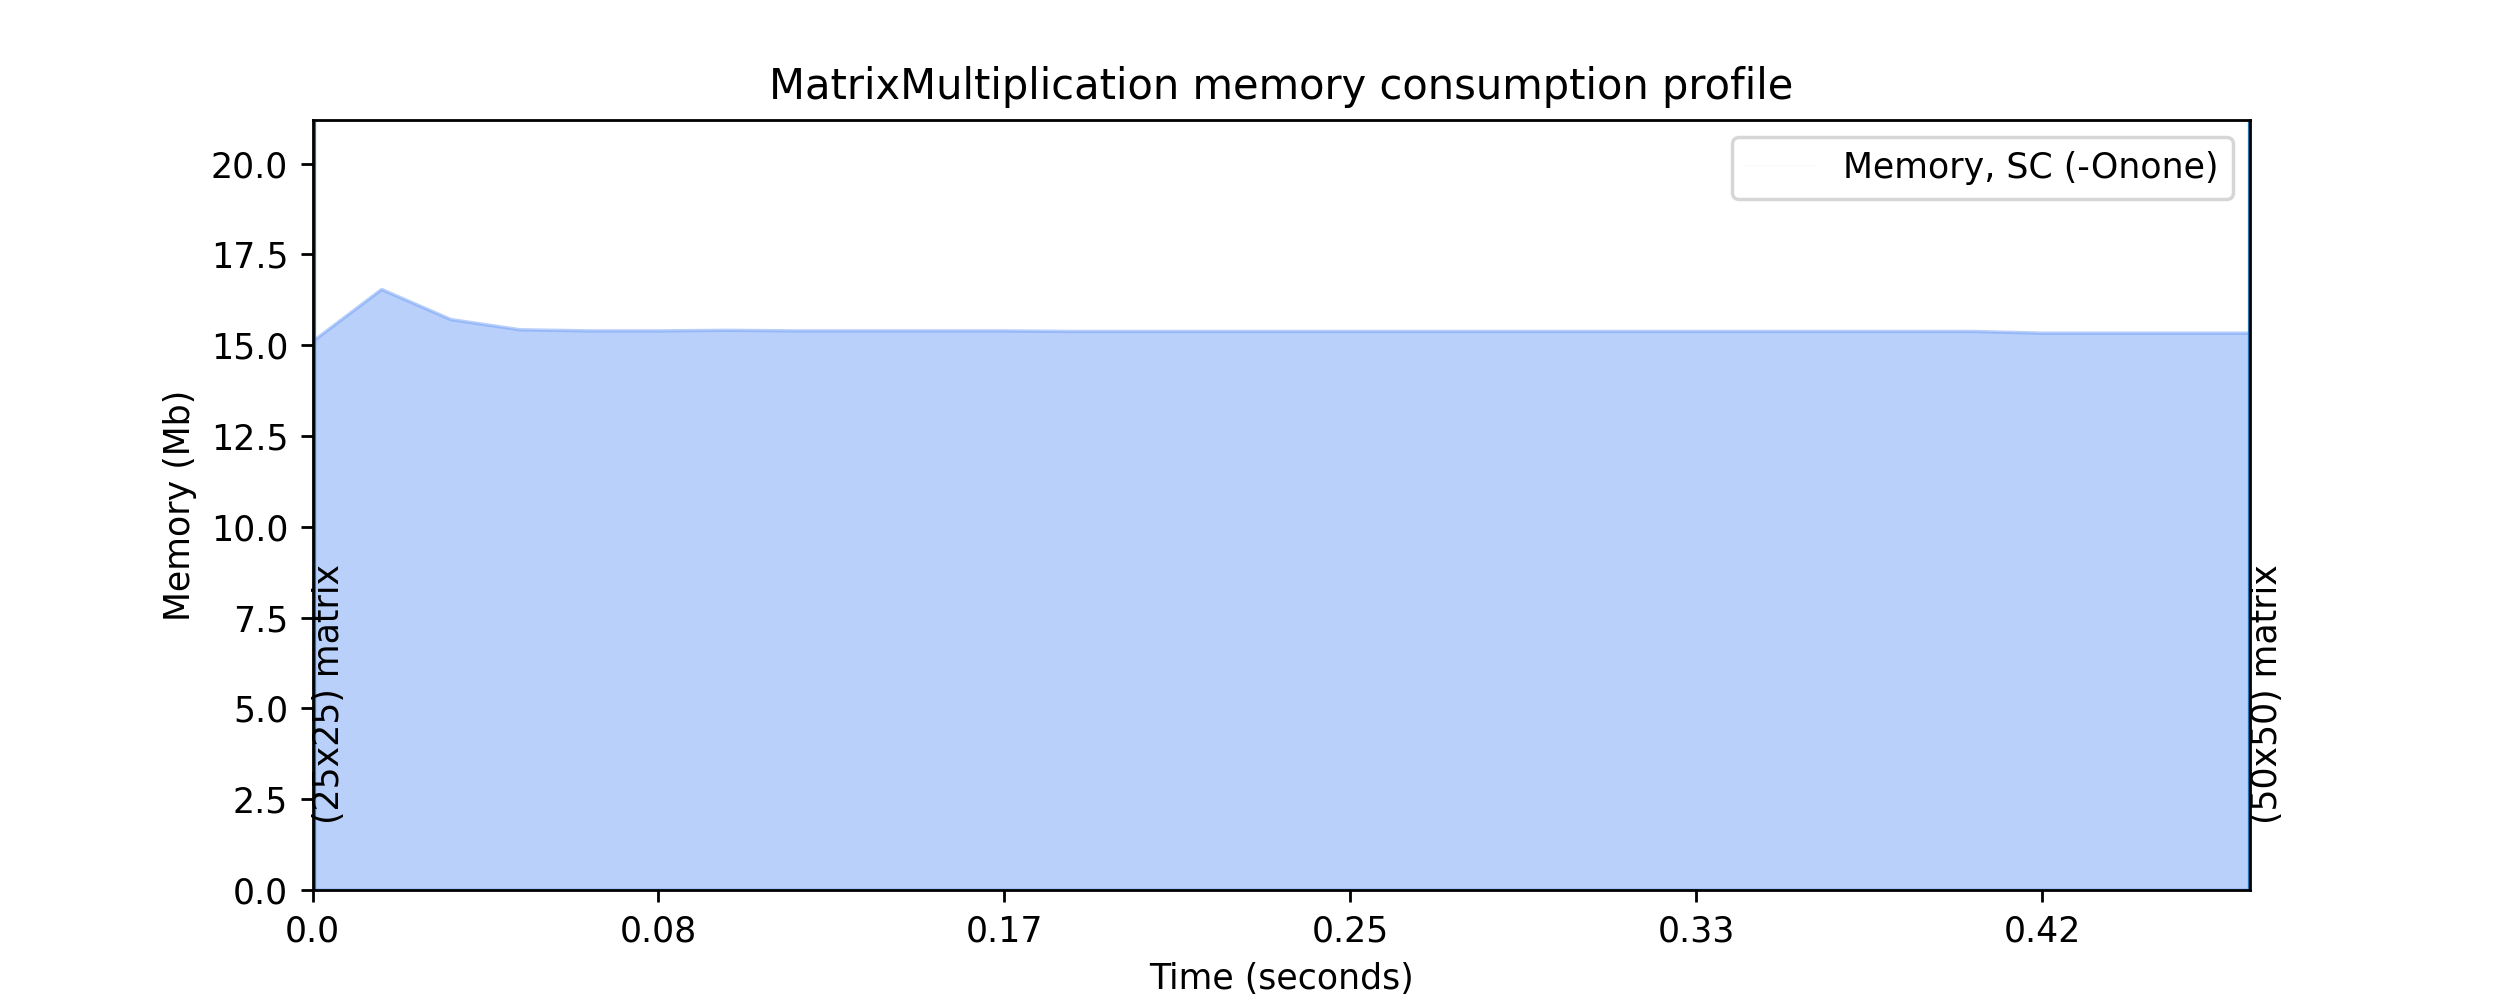 MatrixMultiplication memory consumption profile
Memory, SC (-Onone)
20.0
17.5
15.0
12.5
10.0
7.5
5.0
2.5
0.0
Memory (Mb)
(25x25) matrix
(50x50) matrix
0.0 0.08 0.17 0.25 0.33 0.42
Time (seconds)